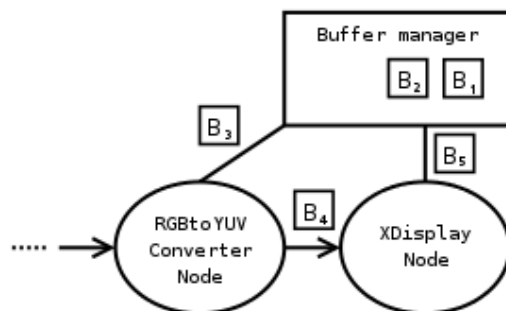 Buffer manager
B₂ B₁
B₃
B₅
B₄
RGBtoYUV
Converter
Node
XDisplay
Node
.....